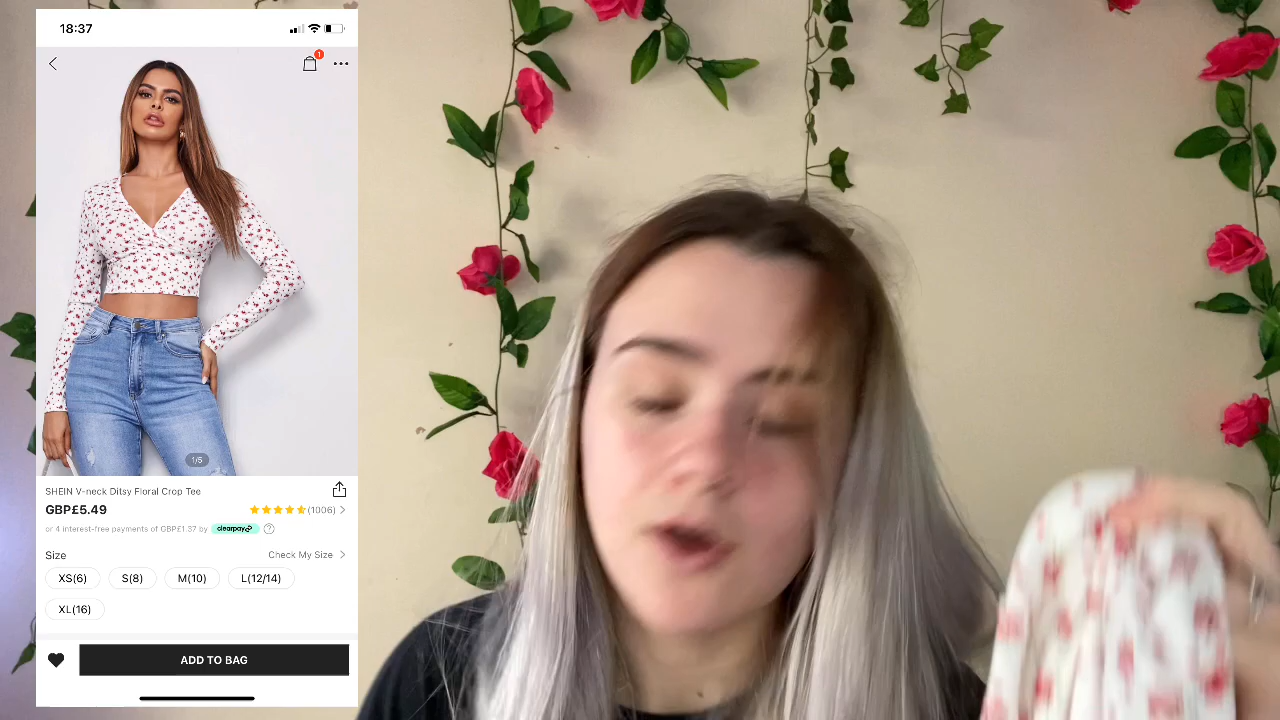 18:37
1
1/5
SHEIN V-neck Ditsy Floral Crop Tee
GBP£5.49
(1006)
or 4 interest-free payments of GBP£1.37 by clearpay ?
Size
Check My Size
XS(6)
S(8)
M(10)
L(12/14)
XL(16)
ADD TO BAG